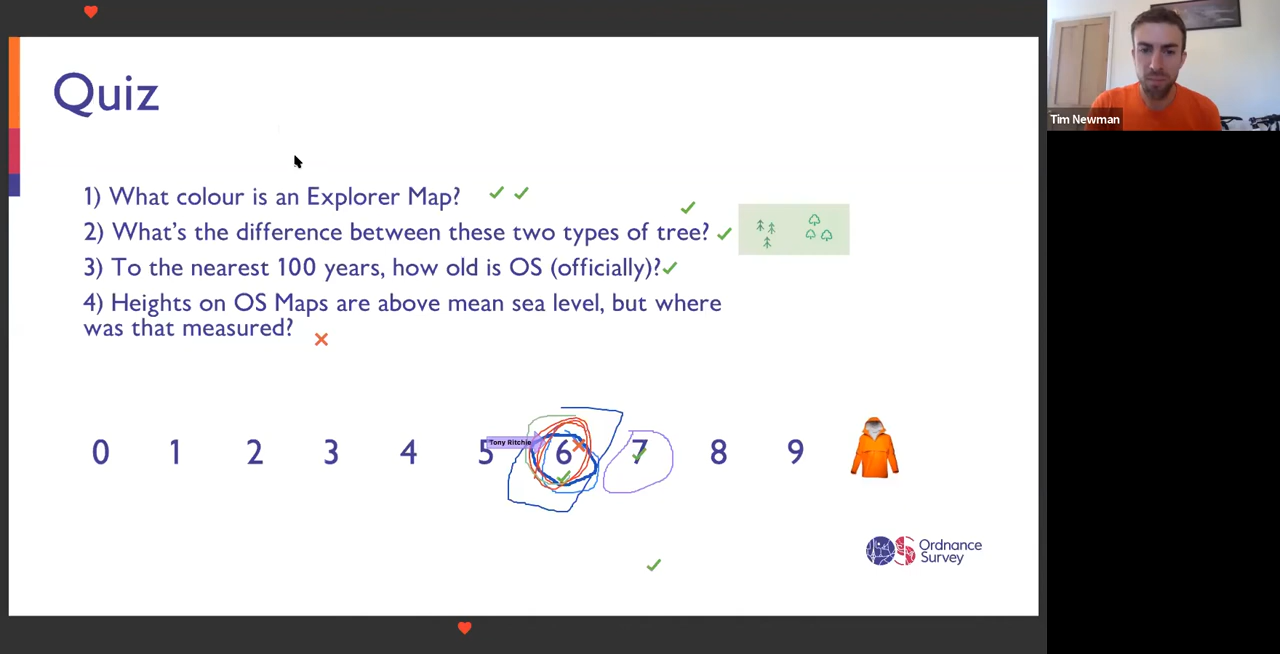 Quiz
1) What colour is an Explorer Map?
2) What's the difference between these two types of tree?
3) To the nearest 100 years, how old is OS (officially)?
4) Heights on OS Maps are above mean sea level, but where
was that measured?
0 1 2 3 4 5 6 7 8 9
Tony Ritchie
OS Ordnance
Survey
Tim Newman